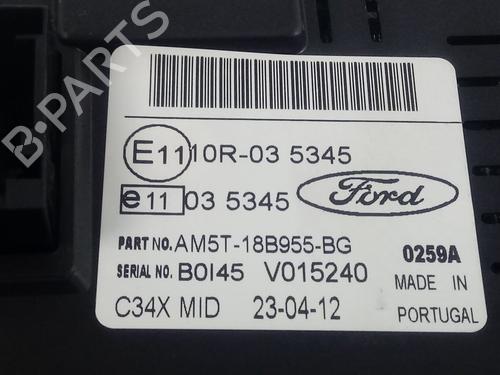 B-PARTS
E11 10R-03 5345
e11 03 5345
Ford
PART NO. AM5T-18B955-BG 0259A
SERIAL NO. B0I45 V015240 MADE IN
C34X MID 23-04-12 PORTUGAL